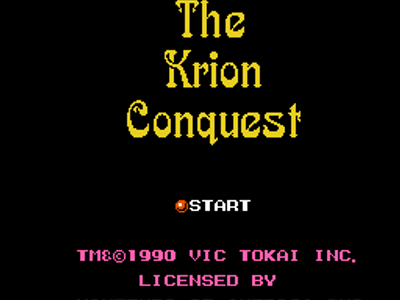 The
Krion
Conquest
START
TM&©1990 VIC TOKAI INC.
LICENSED BY